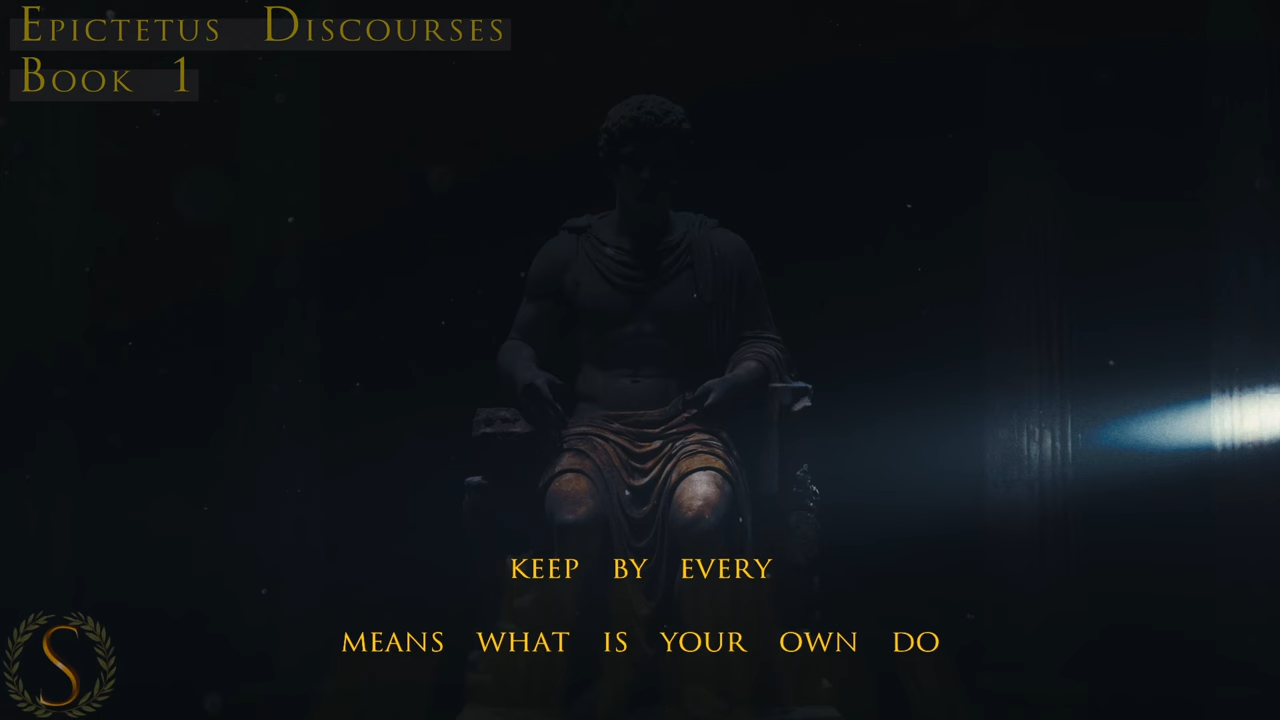 Epictetus Discourses
Book 1
KEEP BY EVERY
MEANS WHAT IS YOUR OWN DO
S